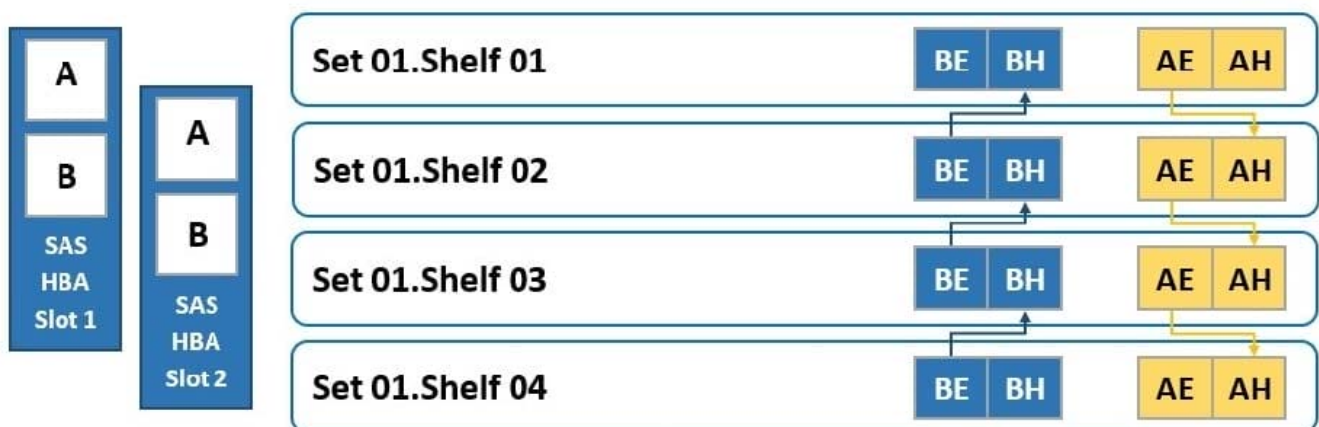 A
B
SAS
HBA
Slot 1
A
B
SAS
HBA
Slot 2
Set 01.Shelf 01
BE BH AE AH
Set 01.Shelf 02
BE BH AE AH
Set 01.Shelf 03
BE BH AE AH
Set 01.Shelf 04
BE BH AE AH